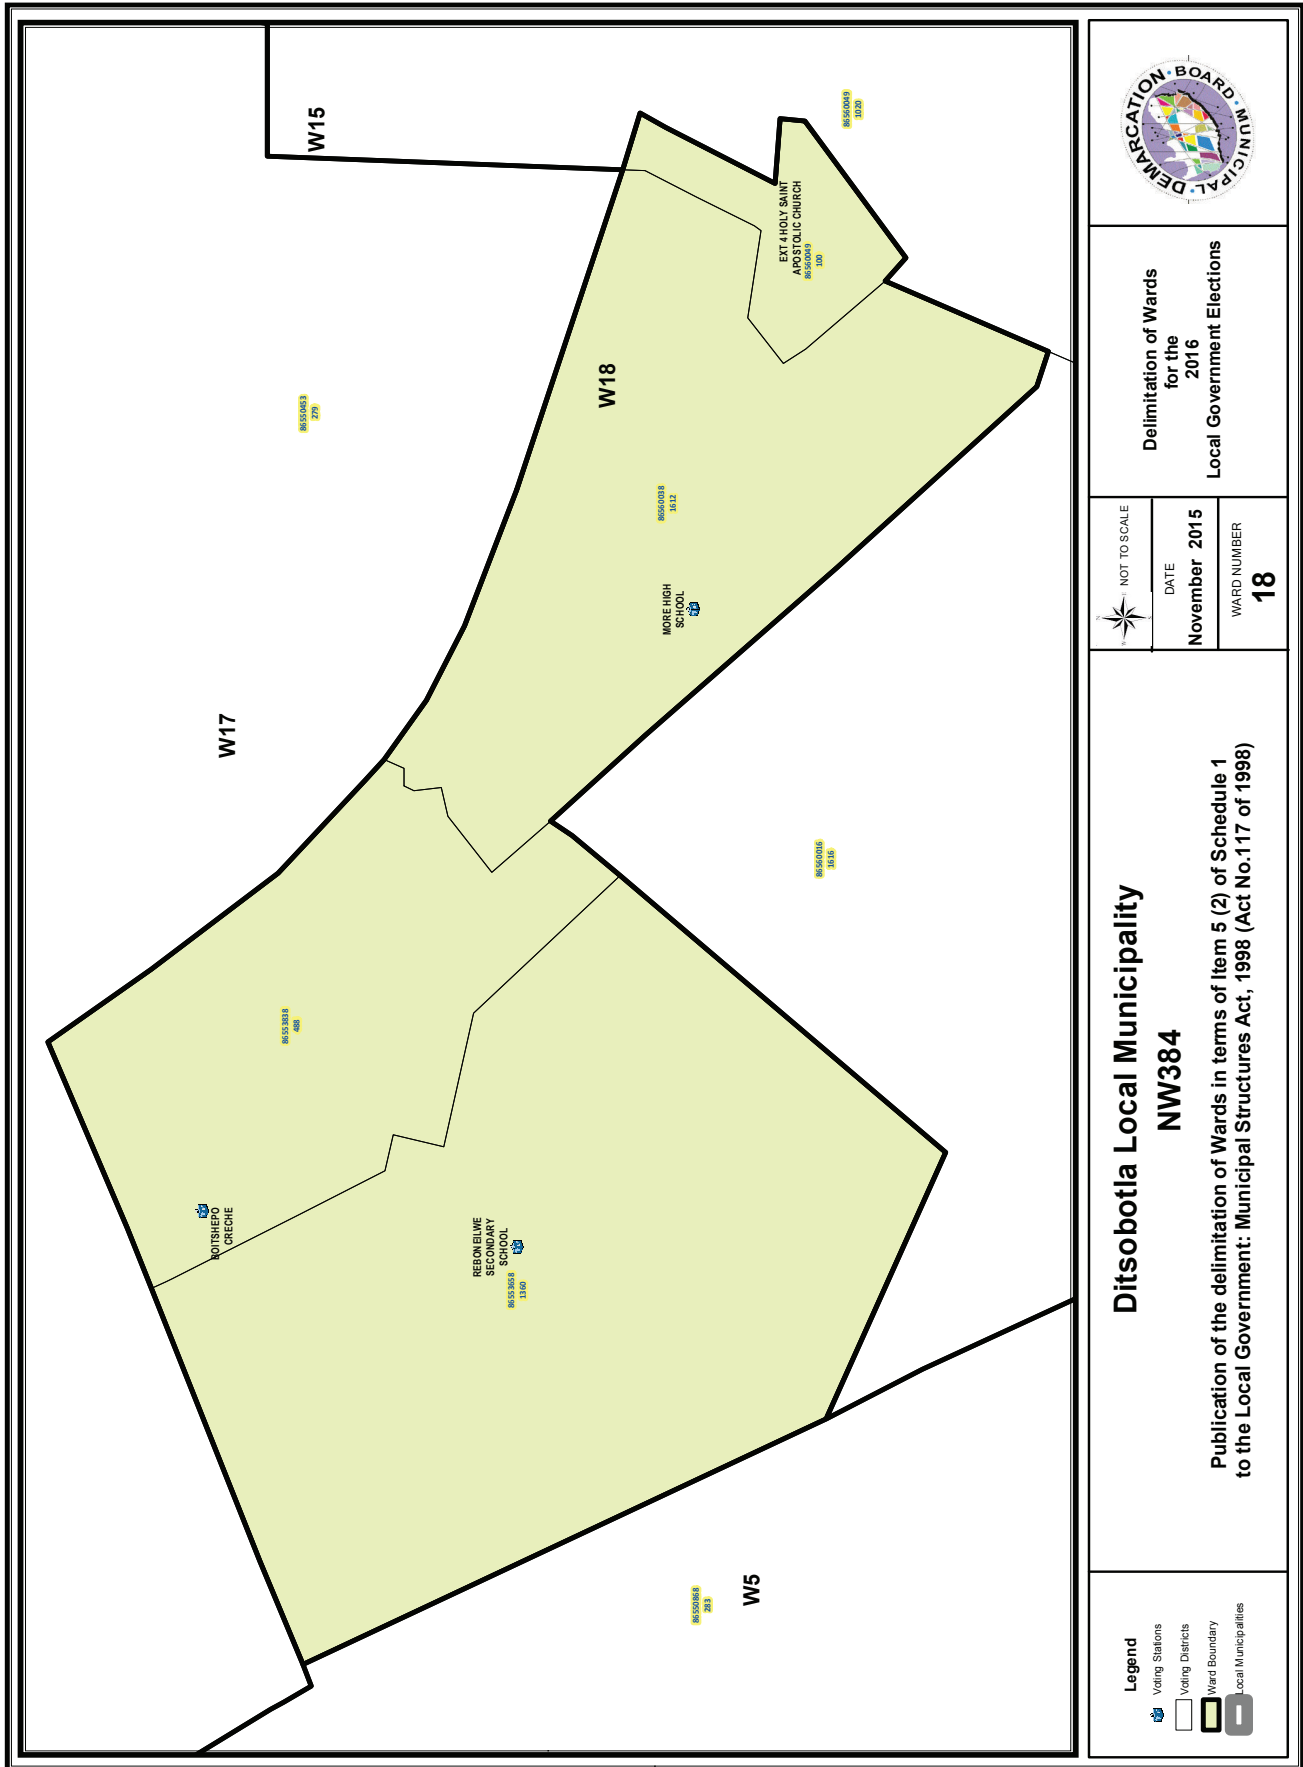 W15
86560049
1020
EXT 4 HOLY SAINT
APOSTOLIC CHURCH
86560049
100
86550453
279
W18
86560038
1612
MORE HIGH
SCHOOL
W17
86560016
1616
86553838
488
BOITSHEPO
CRECHE
REBONEILWE
SECONDARY
SCHOOL
86553658
1360
86550868
283
W5
Legend
Voting Stations
Voting Districts
Ward Boundary
Local Municipalities
Ditsobotla Local Municipality
NW384
Publication of the delimitation of Wards in terms of Item 5 (2) of Schedule 1
to the Local Government: Municipal Structures Act, 1998 (Act No.117 of 1998)
NOT TO SCALE
DATE
November 2015
WARD NUMBER
18
Delimitation of Wards
for the
2016
Local Government Elections
MUNICIPAL • DEMARCATION • BOARD •